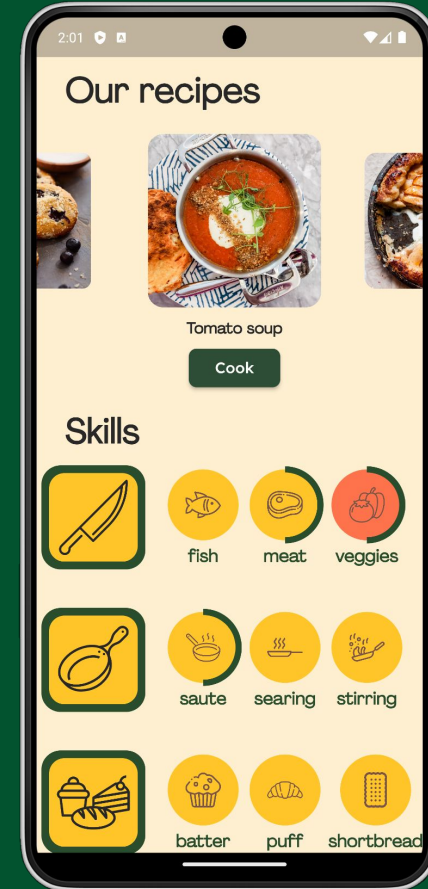 2:01
Our recipes
Tomato soup
Cook
Skills
fish meat veggies
saute searing stirring
batter puff shortbread